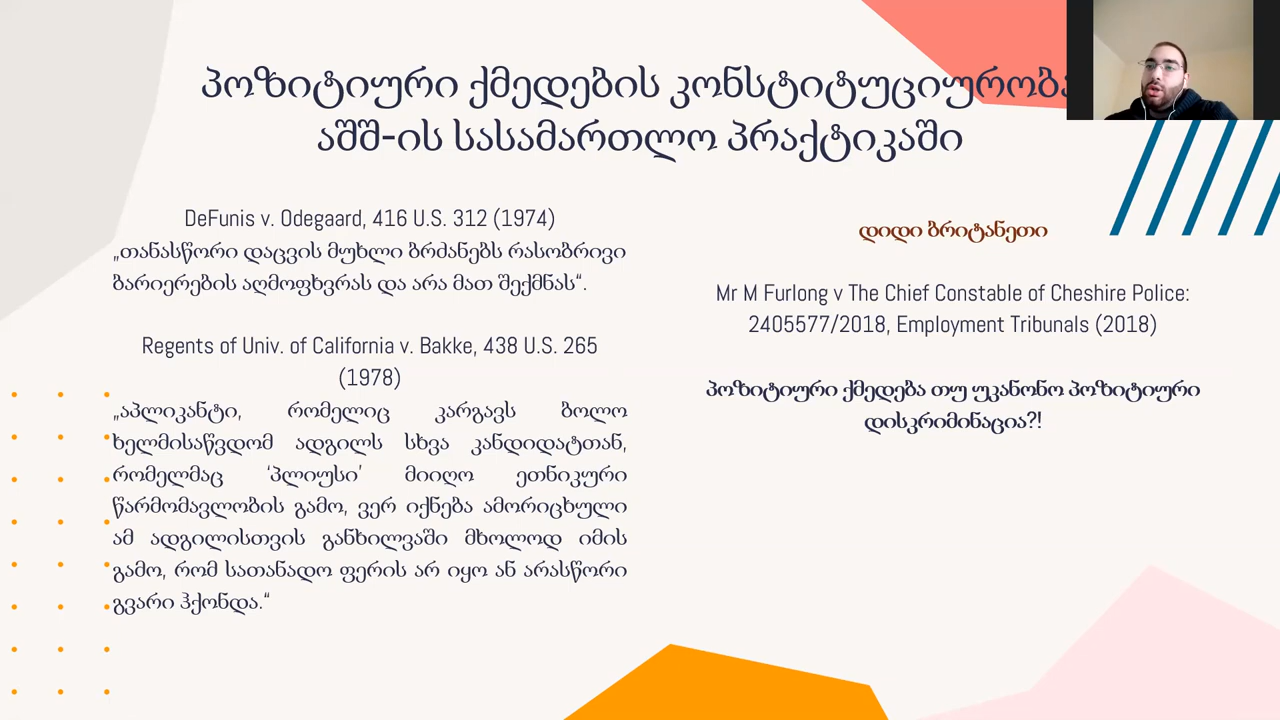 პოზიტიური ქმედების კონსტიტუციურობა
აშშ-ის სასამართლო პრაქტიკაში
DeFunis v. Odegaard, 416 U.S. 312 (1974)
„თანასწორი დაცვის მუხლი ბრძანებს რასობრივი
ბარიერების აღმოფხვრას და არა მათ შექმნას“.
Regents of Univ. of California v. Bakke, 438 U.S. 265
(1978)
„აპლიკანტი, რომელიც კარგავს ბოლო
ხელმისაწვდომ ადგილს სხვა კანდიდატთან,
რომელმაც ‘პლიუსი’ მიიღო ეთნიკური
წარმომავლობის გამო, ვერ იქნება ამორიცხული
ამ ადგილისთვის განხილვაში მხოლოდ იმის
გამო, რომ სათანადო ფერის არ იყო ან არასწორი
გვარი ჰქონდა.“
დიდი ბრიტანეთი
Mr M Furlong v The Chief Constable of Cheshire Police:
2405577/2018, Employment Tribunals (2018)
პოზიტიური ქმედება თუ უკანონო პოზიტიური
დისკრიმინაცია?!